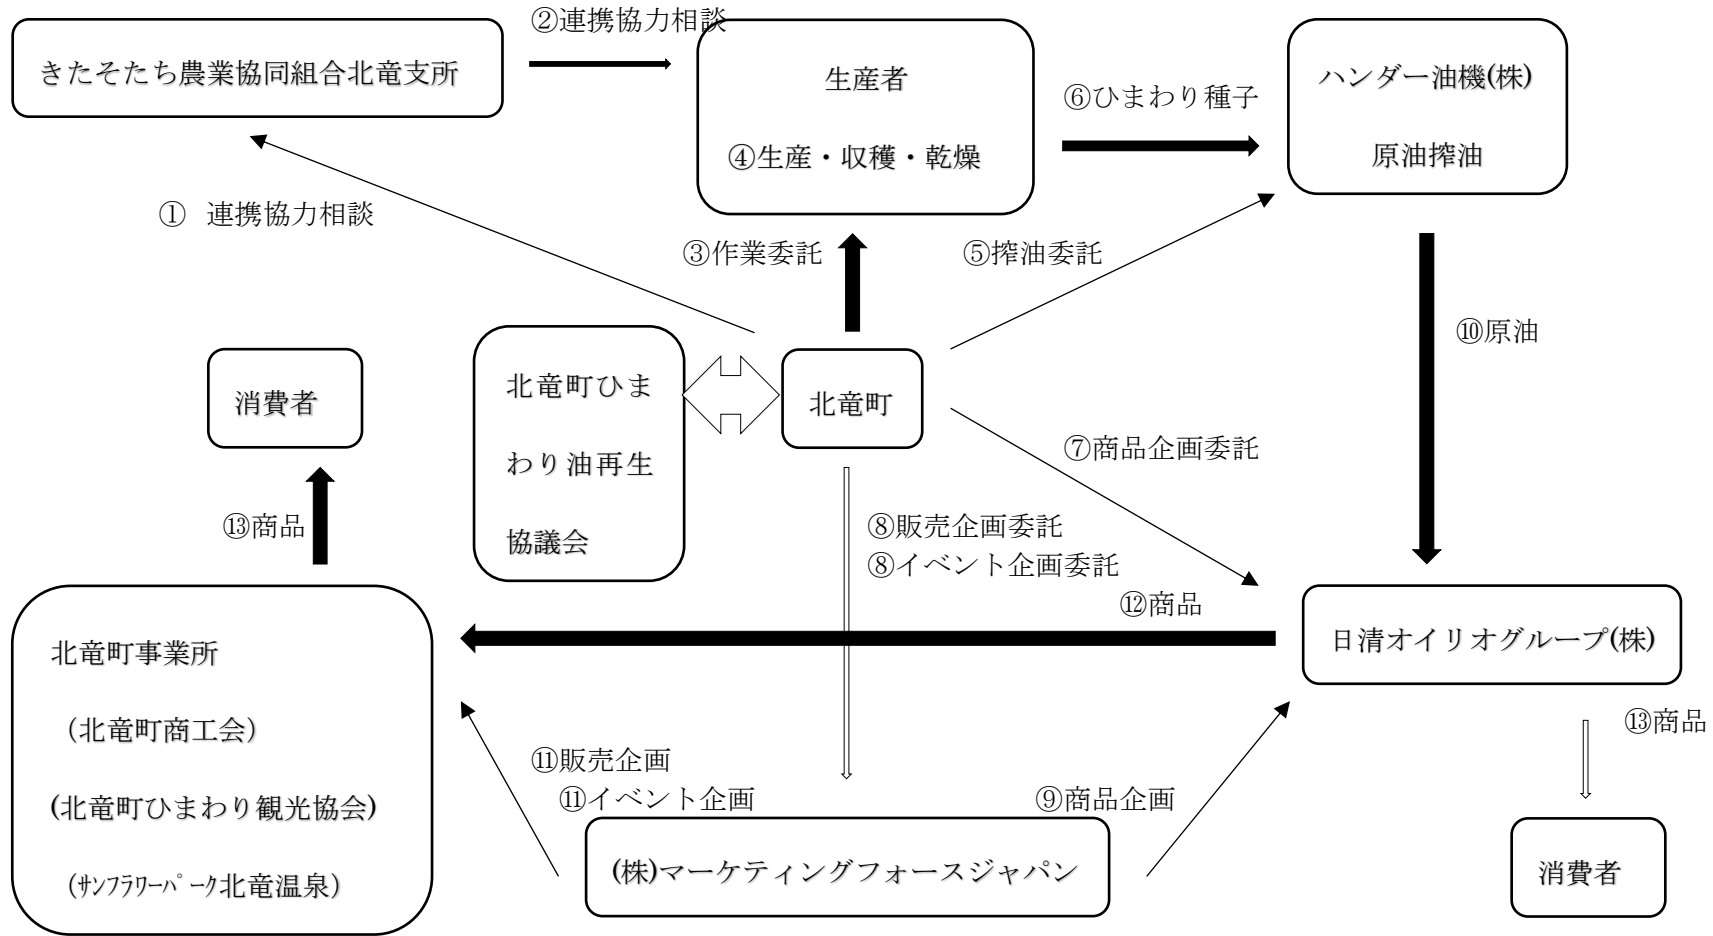 ②連携協力相談
きたそたち農業協同組合北竜支所
生産者
④生産・収穫・乾燥
⑥ひまわり種子
ハンダー油機(株)
原油搾油
① 連携協力相談
③作業委託
⑤搾油委託
⑩原油
消費者
北竜町ひま
わり油再生
協議会
北竜町
⑦商品企画委託
⑬商品
⑧販売企画委託
⑧イベント企画委託
⑫商品
日清オイリオグループ(株)
北竜町事業所
（北竜町商工会）
(北竜町ひまわり観光協会)
（ｻﾝﾌﾗﾜｰﾊﾟｰｸ北竜温泉）
⑪販売企画
⑪イベント企画
⑨商品企画
⑬商品
(株)マーケティングフォースジャパン
消費者